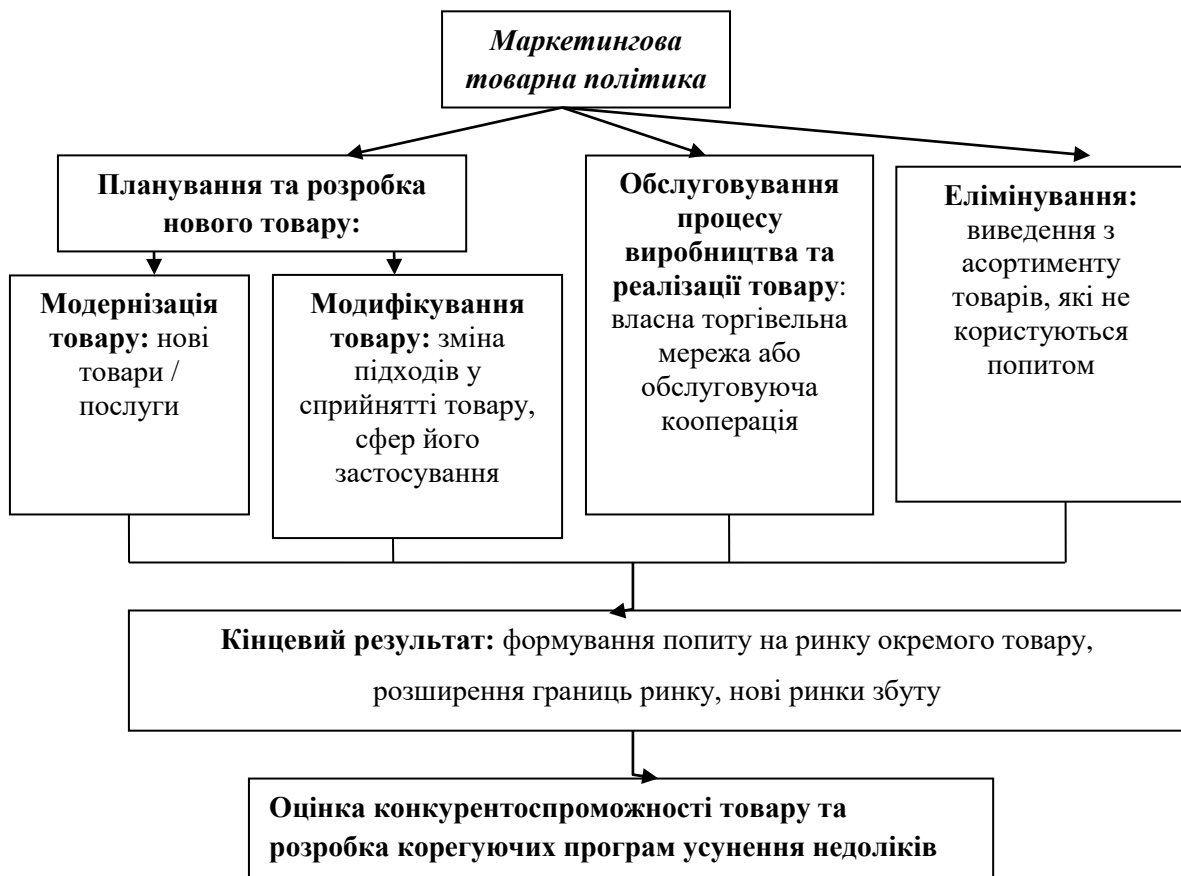 Маркетингова
товарна політика
Планування та розробка
нового товару:
Модернізація
товару: нові
товари /
послуги
Модифікування
товару: зміна
підходів у
сприйнятті товару,
сфер його
застосування
Обслуговування
процесу
виробництва та
реалізації товару:
власна торгівельна
мережа або
обслуговуюча
кооперація
Елімінування:
виведення з
асортименту
товарів, які не
користуються
попитом
Кінцевий результат: формування попиту на ринку окремого товару,
розширення границь ринку, нові ринки збуту
Оцінка конкурентоспроможності товару та
розробка корегуючих програм усунення недоліків